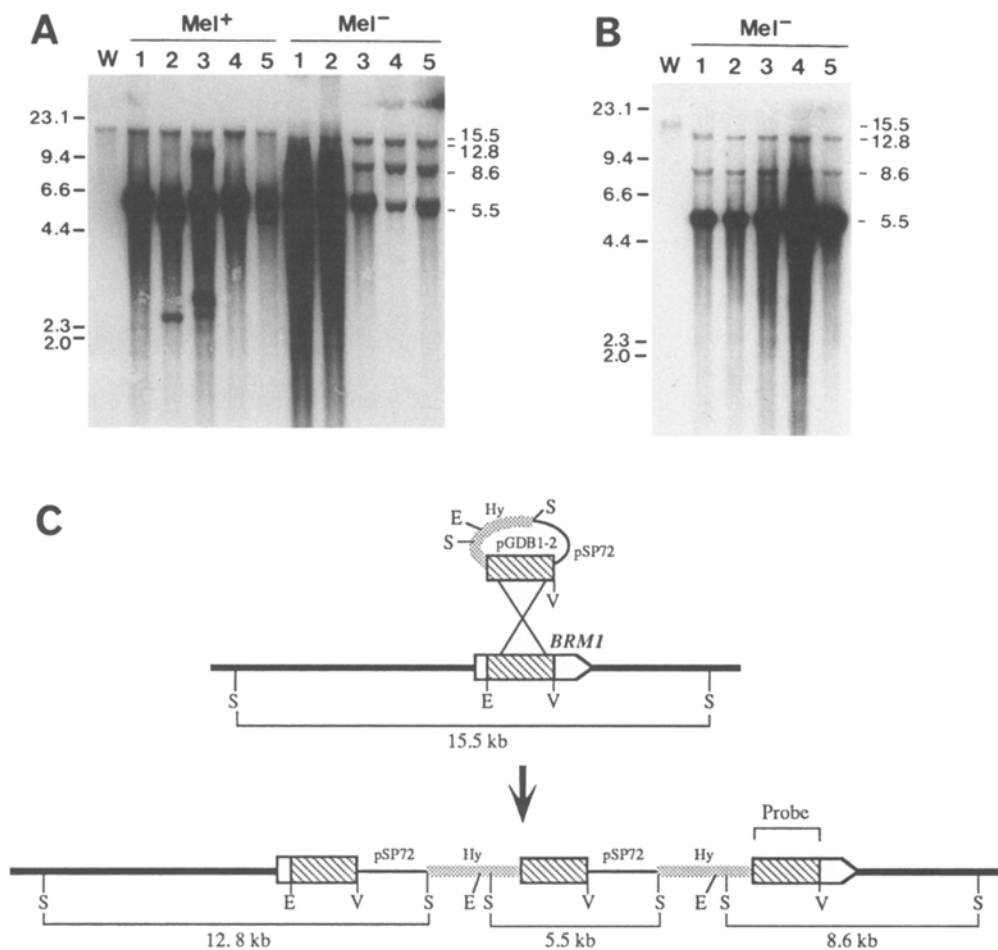 A
Mel+ Mel−
W 1 2 3 4 5 1 2 3 4 5
23.1
9.4
6.6
4.4
2.3
2.0
15.5
12.8
8.6
5.5
B
Mel−
W 1 2 3 4 5
23.1
9.4
6.6
4.4
2.3
2.0
15.5
12.8
8.6
5.5
C
E Hy S
S pGDB1-2 pSP72
V
BRM1
S E V S
15.5 kb
Probe
pSP72 Hy pSP72 Hy
S E V S E S V S E S V S
12.8 kb 5.5 kb 8.6 kb